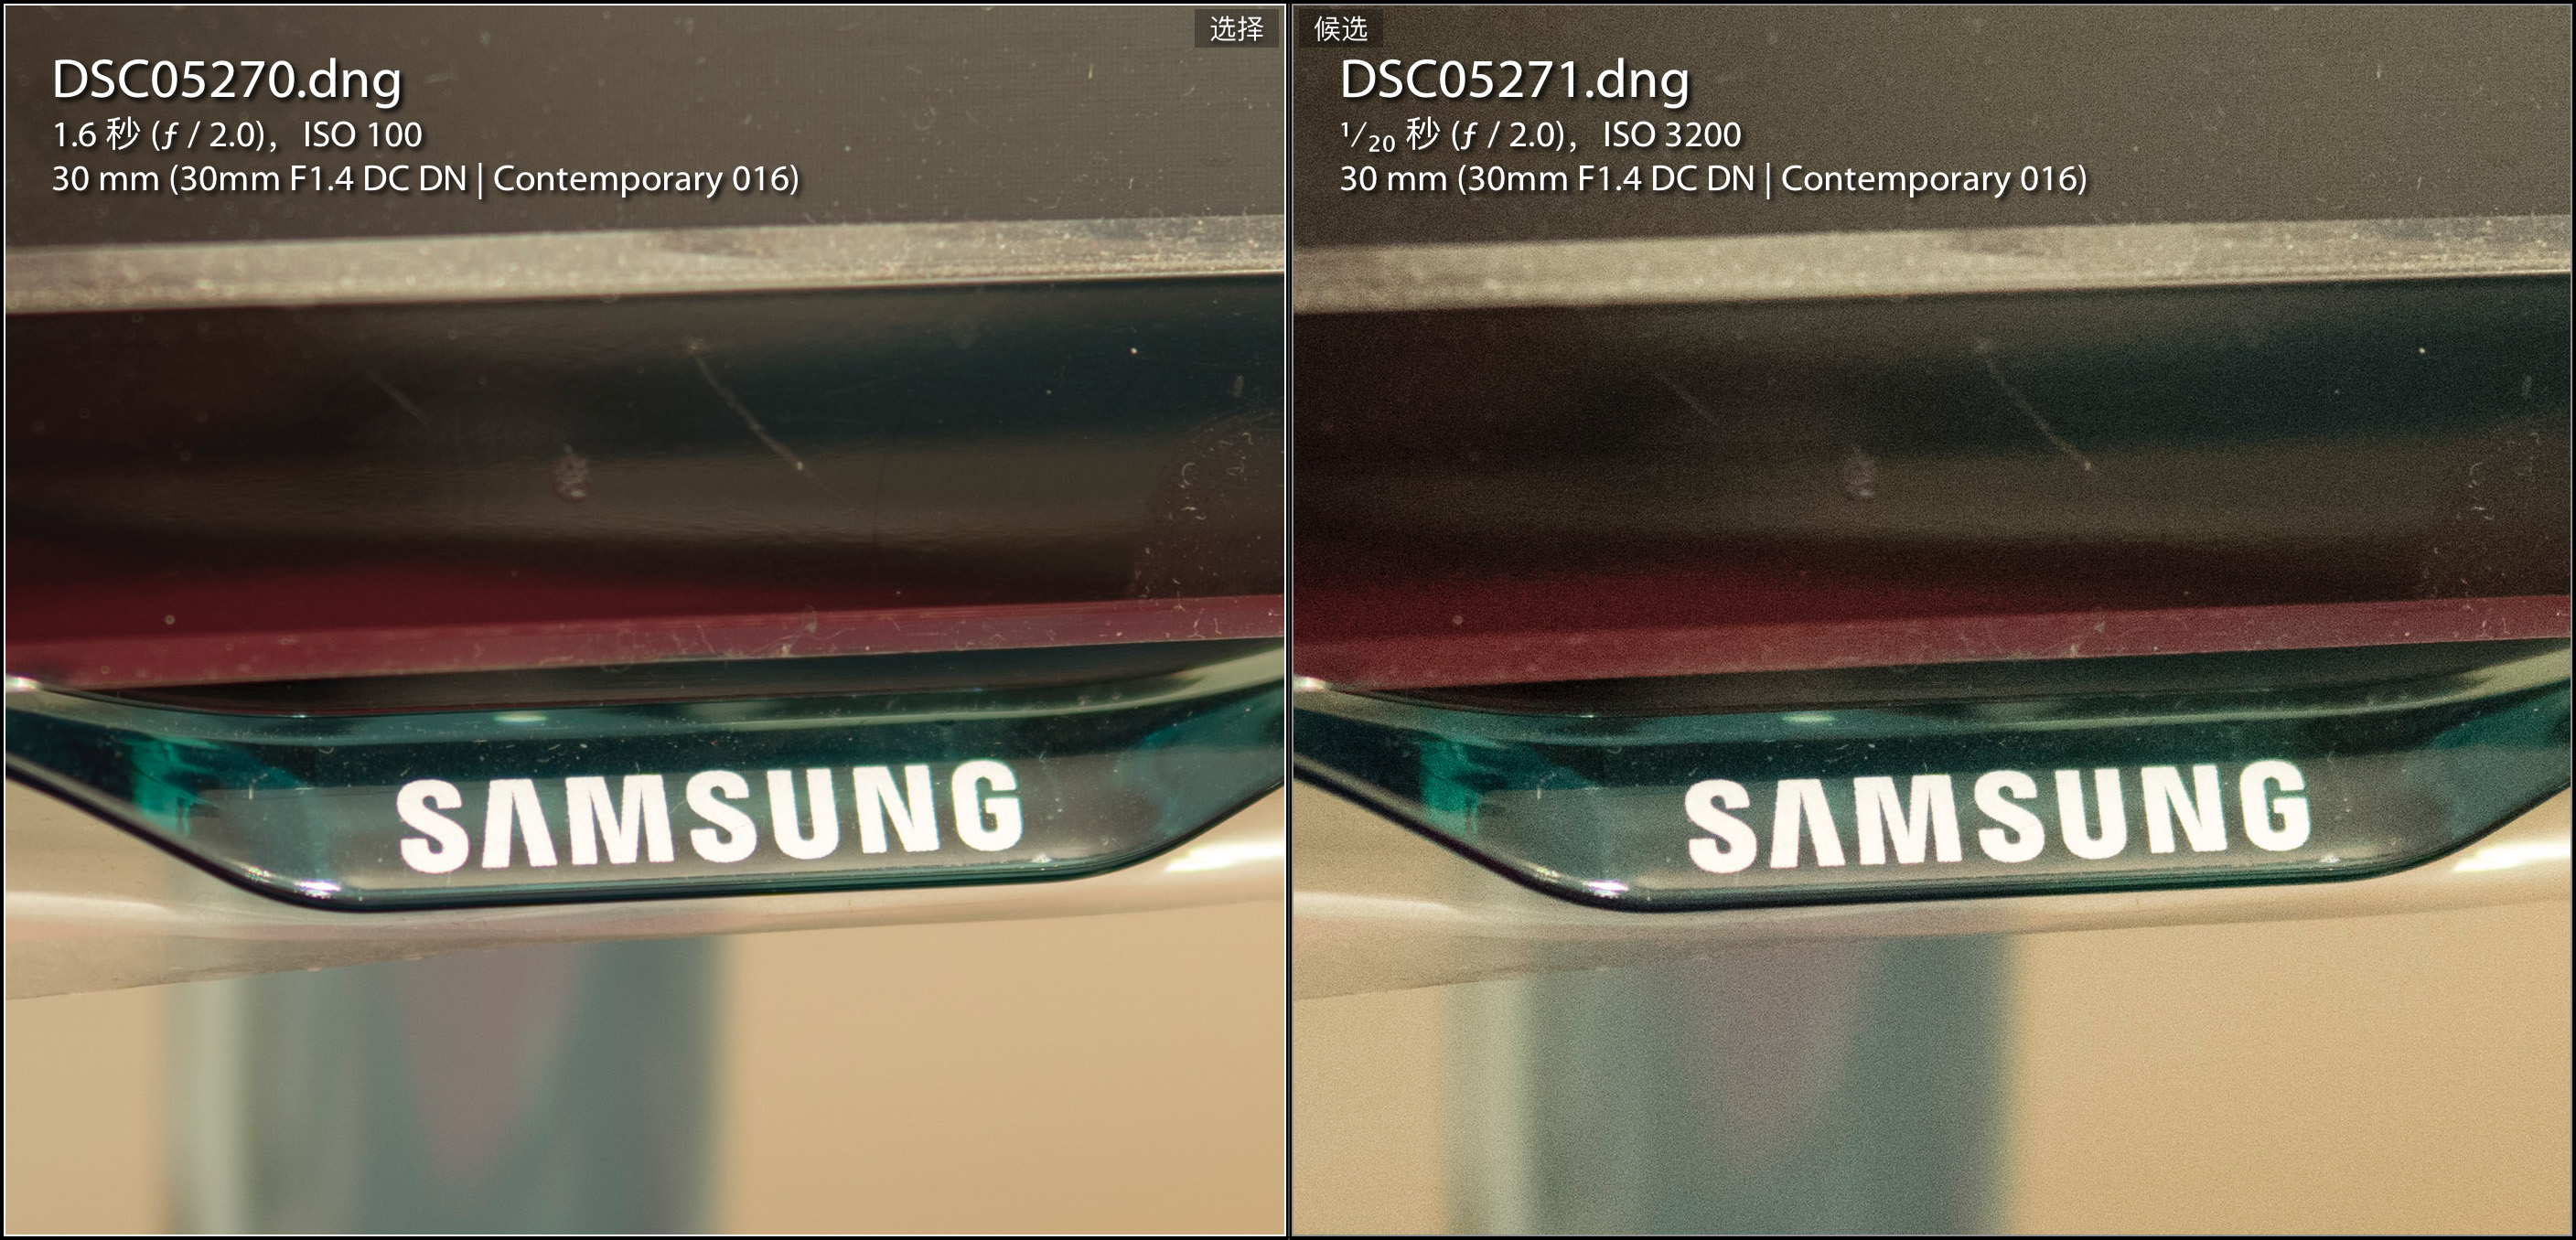 选择
DSC05270.dng
1.6 秒 (ƒ / 2.0)， ISO 100
30 mm (30mm F1.4 DC DN | Contemporary 016)
SAMSUNG
候选
DSC05271.dng
¹⁄₂₀ 秒 (ƒ / 2.0)， ISO 3200
30 mm (30mm F1.4 DC DN | Contemporary 016)
SAMSUNG